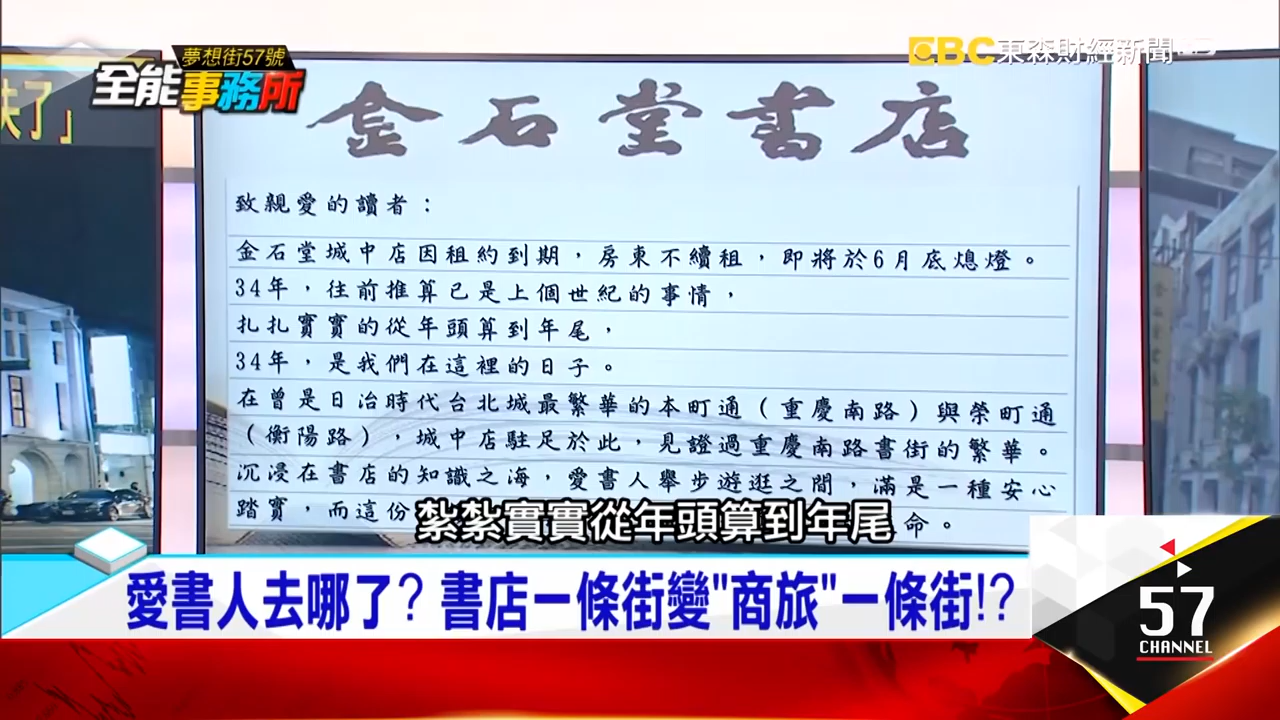 夢想街57號
全能事務所
EBC東森財經新聞
失了」
金石堂書店
致親愛的讀者：
金石堂城中店因租約到期，房東不續租，即將於6月底熄燈。
34年，往前推算已是上個世紀的事情，
扎扎實實的從年頭算到年尾，
34年，是我們在這裡的日子。
在曾是日治時代台北城最繁華的本町通（重慶南路）與榮町通
（衡陽路），城中店駐足於此，見證過重慶南路書街的繁華。
沉浸在書店的知識之海，愛書人舉步遊逛之間，滿是一種安心
踏實，而這份
命。
紮紮實實從年頭算到年尾
愛書人去哪了？書店一條街變"商旅"一條街!?
57
CHANNEL